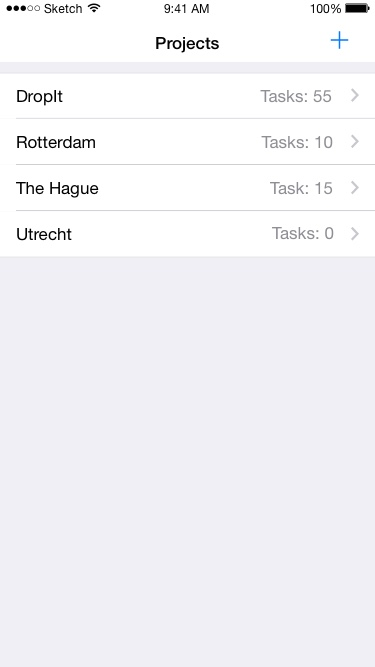 Sketch 9:41 AM 100%
Projects
DropIt Tasks: 55
Rotterdam Tasks: 10
The Hague Task: 15
Utrecht Tasks: 0